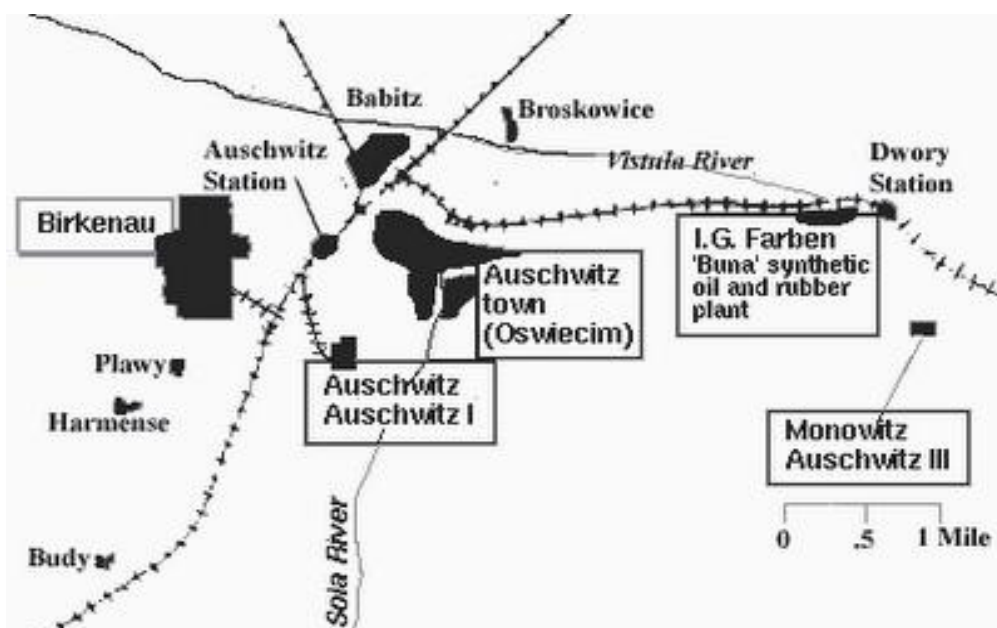 Babitz
Broskowice
Auschwitz
Station
Vistula River
Dwory
Station
Birkenau
I.G. Farben
'Buna' synthetic
oil and rubber
plant
Auschwitz
town
(Oswiecim)
Plawy
Harmense
Auschwitz
Auschwitz I
Monowitz
Auschwitz III
Budy
Sola River
0 .5 1 Mile